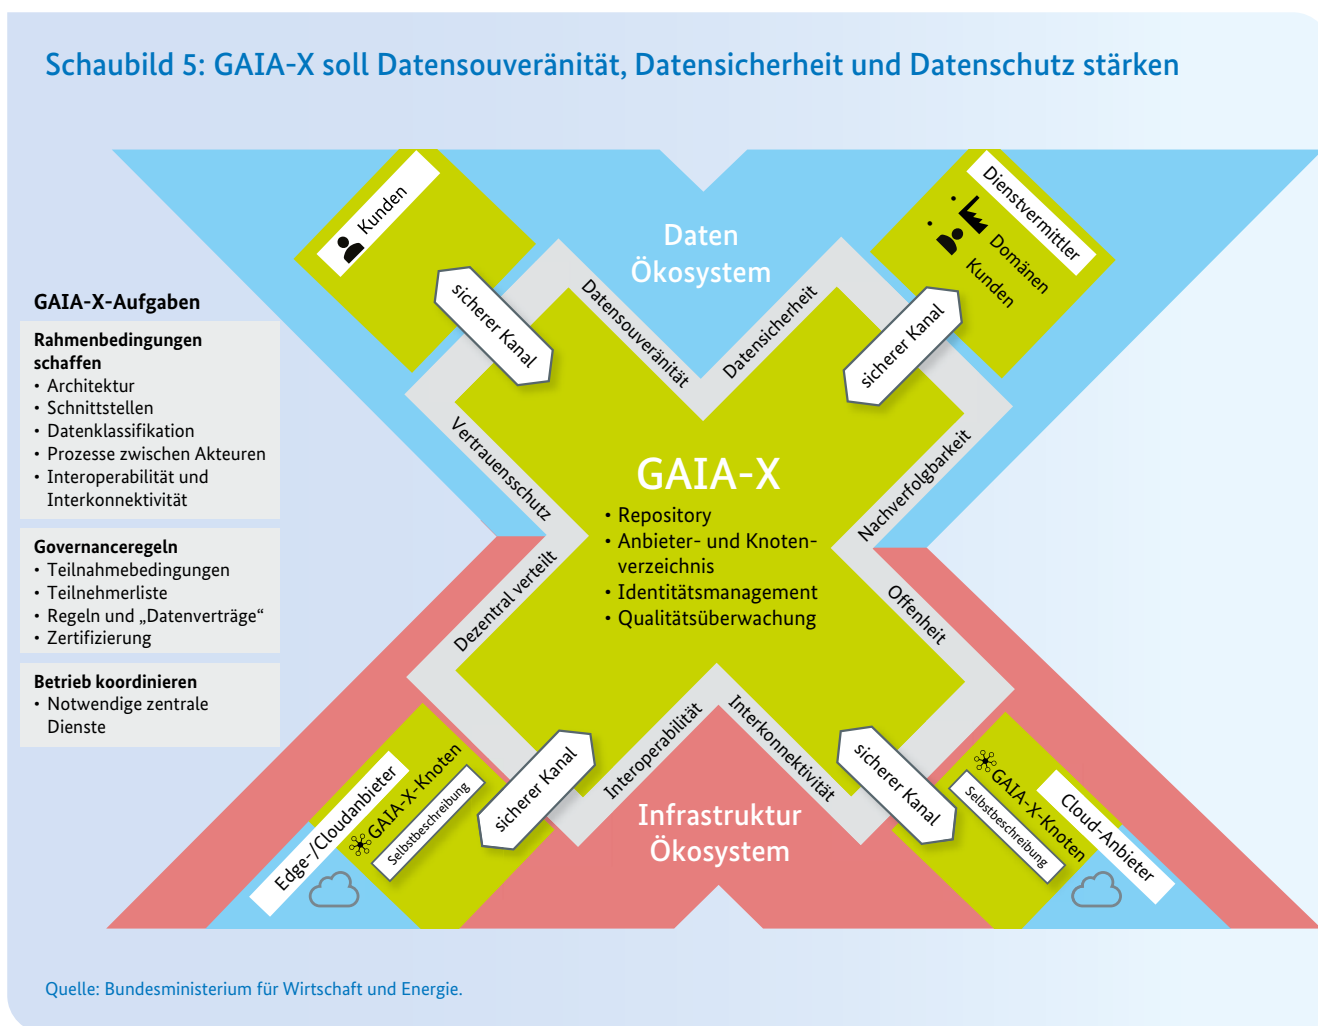 Schaubild 5: GAIA-X soll Datensouveränität, Datensicherheit und Datenschutz stärken
Kunden
Dienstvermittler
Domänen
Kunden
Daten
Ökosystem
sicherer Kanal
Datensouveränität
Datensicherheit
sicherer Kanal
GAIA-X-Aufgaben
Rahmenbedingungen
schaffen
• Architektur
• Schnittstellen
• Datenklassifikation
• Prozesse zwischen Akteuren
• Interoperabilität und
Interkonnektivität
Governanceregeln
• Teilnahmebedingungen
• Teilnehmerliste
• Regeln und „Datenverträge“
• Zertifizierung
Betrieb koordinieren
• Notwendige zentrale
Dienste
Vertrauensschutz
Nachverfolgbarkeit
GAIA-X
• Repository
• Anbieter- und Knoten-
verzeichnis
• Identitätsmanagement
• Qualitätsüberwachung
Dezentral verteilt
Offenheit
Interoperabilität
Interkonnektivität
Edge-/Cloudanbieter
GAIA-X-Knoten
Selbstbeschreibung
sicherer Kanal
Infrastruktur
Ökosystem
sicherer Kanal
GAIA-X-Knoten
Selbstbeschreibung
Cloud-Anbieter
Quelle: Bundesministerium für Wirtschaft und Energie.